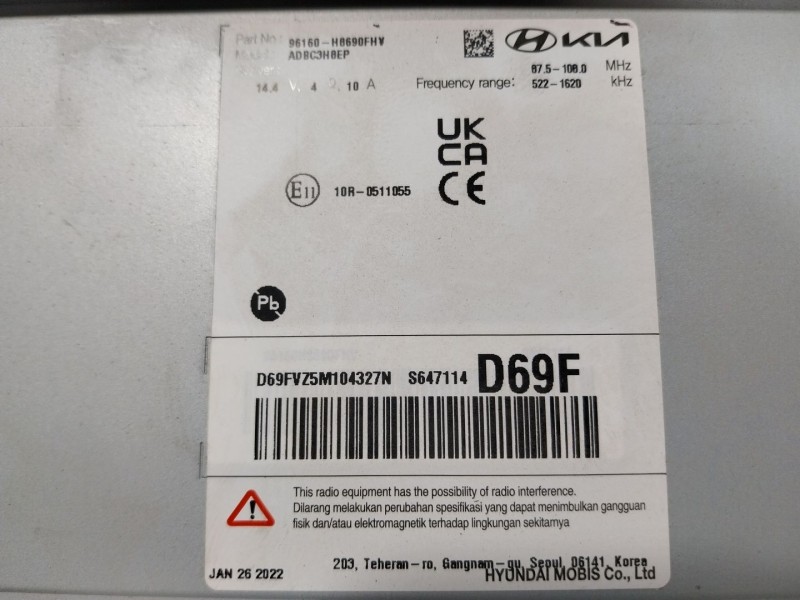 Part No: 96160-H8690FHV
ADBC3H8EP
HYUNDAI KIA
14.4 V, 4 Ω, 10 A
Frequency range: 87.5-108.0 MHz
522-1620 kHz
UK
CA
CE
E11 10R-0511055
Pb
D69FVZ5M104327N S647114 D69F
This radio equipment has the possibility of radio interference.
Dilarang melakukan perubahan spesifikasi yang dapat menimbulkan gangguan
fisik dan/atau elektromagnetik terhadap lingkungan sekitarnya
203, Teheran-ro, Gangnam-gu, Seoul, 06141, Korea
JAN 26 2022 HYUNDAI MOBIS Co., Ltd